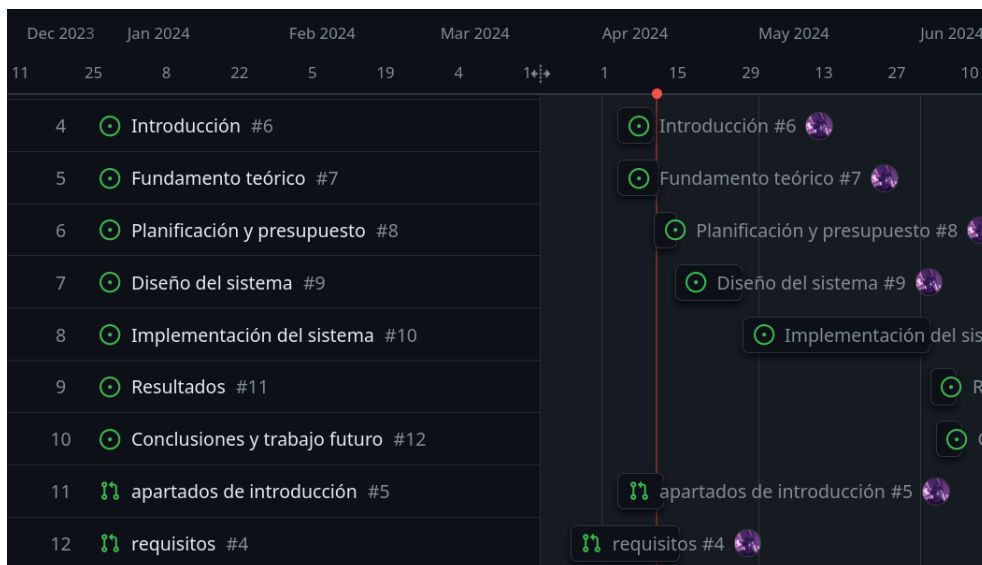 Dec 2023 Jan 2024 Feb 2024 Mar 2024 Apr 2024 May 2024 Jun 2024
11 25 8 22 5 19 4 1 15 29 13 27 10
4 Introducción #6 Introducción #6
5 Fundamento teórico #7 Fundamento teórico #7
6 Planificación y presupuesto #8 Planificación y presupuesto #8
7 Diseño del sistema #9 Diseño del sistema #9
8 Implementación del sistema #10 Implementación del sis
9 Resultados #11 R
10 Conclusiones y trabajo futuro #12
11 apartados de introducción #5 apartados de introducción #5
12 requisitos #4 requisitos #4